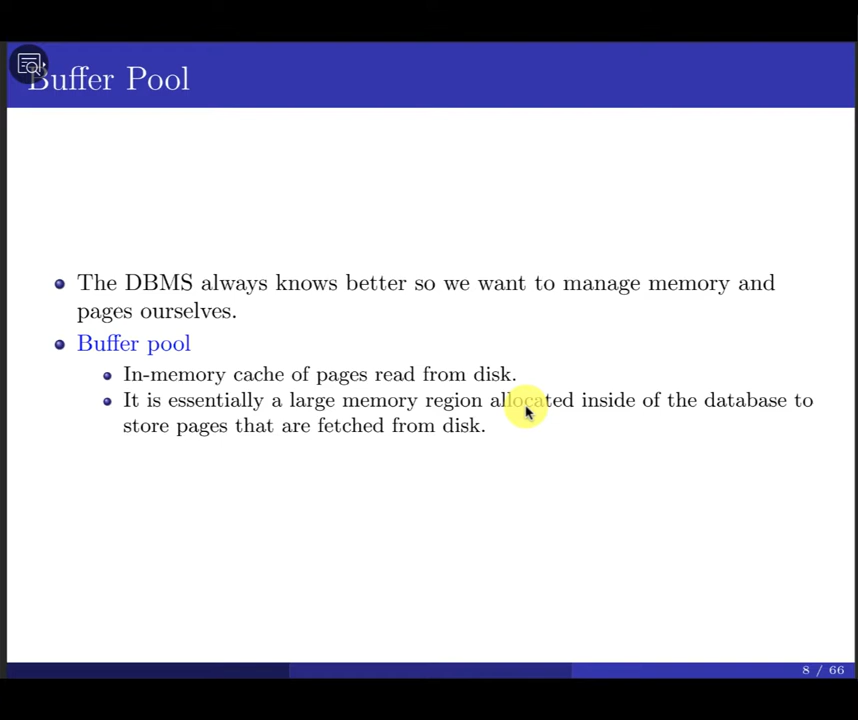 Buffer Pool
The DBMS always knows better so we want to manage memory and
pages ourselves.
Buffer pool
In-memory cache of pages read from disk.
It is essentially a large memory region allocated inside of the database to
store pages that are fetched from disk.
8 / 66